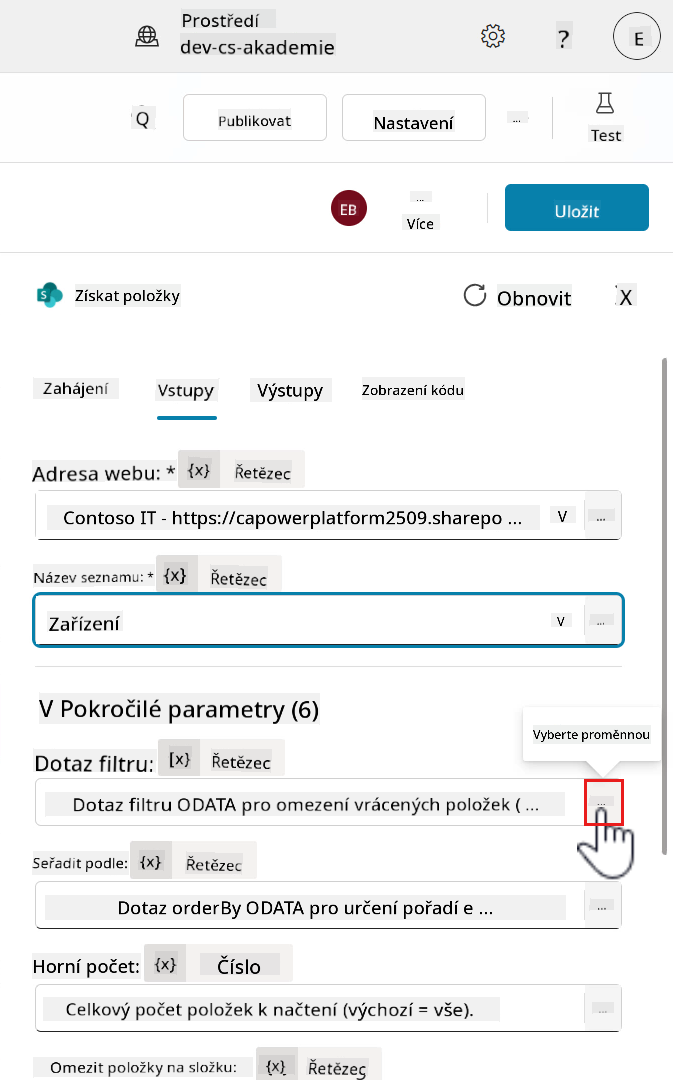 Prostředí
dev-cs-akademie
?
E
Q
Publikovat
Nastavení
...
Test
EB
...
Více
Uložit
S
Získat položky
Obnovit
X
Zahájení
Vstupy
Výstupy
Zobrazení kódu
Adresa webu: * {x} Řetězec
Contoso IT - https://capowerplatform2509.sharepo ... V ...
Název seznamu: * {x} Řetězec
Zařízení V ...
V Pokročilé parametry (6)
Vyberte proměnnou
Dotaz filtru: [x} Řetězec
Dotaz filtru ODATA pro omezení vrácených položek ( ... ...
Seřadit podle: {x} Řetězec
Dotaz orderBy ODATA pro určení pořadí e ... ...
Horní počet: {x} Číslo
Celkový počet položek k načtení (výchozí = vše). ...
Omezit položky na složku: {x} Řetězec